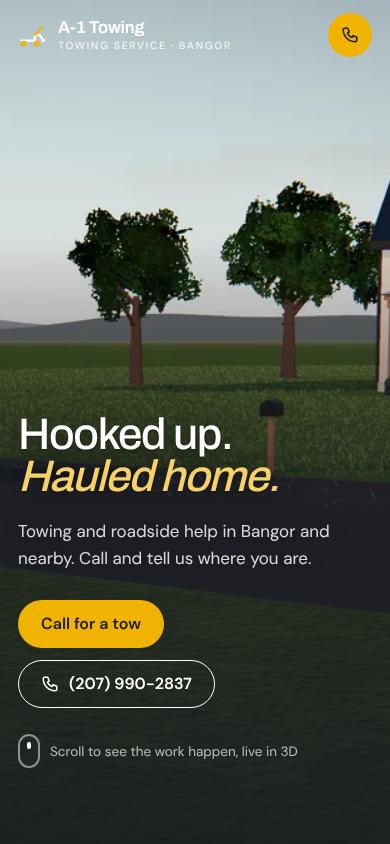 A-1 Towing
TOWING SERVICE · BANGOR
Hooked up.
Hauled home.
Towing and roadside help in Bangor and
nearby. Call and tell us where you are.
Call for a tow
(207) 990-2837
Scroll to see the work happen, live in 3D